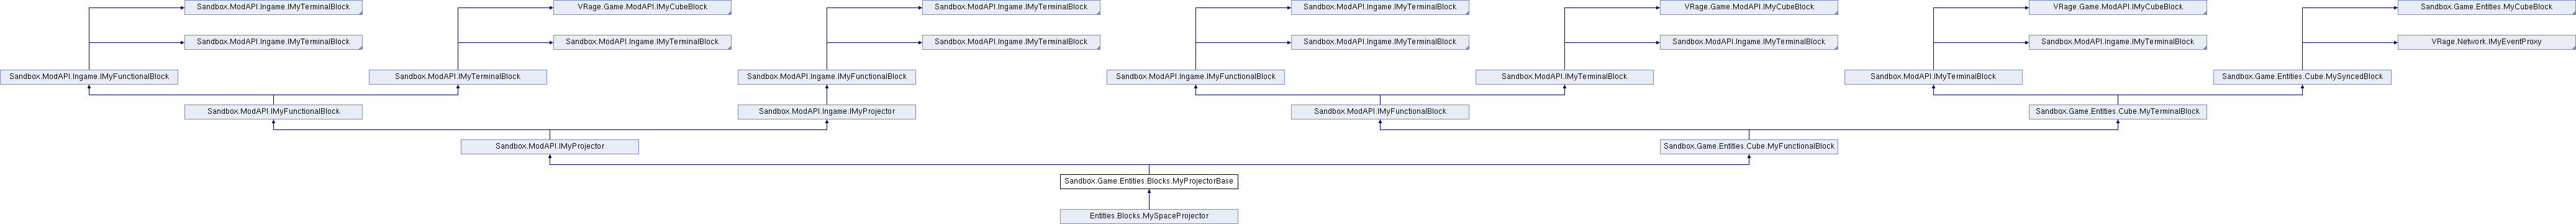 Sandbox.ModAPI.Ingame.IMyTerminalBlock
VRage.Game.ModAPI.IMyCubeBlock
Sandbox.ModAPI.Ingame.IMyTerminalBlock
Sandbox.ModAPI.Ingame.IMyTerminalBlock
VRage.Game.ModAPI.IMyCubeBlock
VRage.Game.ModAPI.IMyCubeBlock
Sandbox.Game.Entities.MyCubeBlock
Sandbox.ModAPI.Ingame.IMyTerminalBlock
Sandbox.ModAPI.Ingame.IMyTerminalBlock
Sandbox.ModAPI.Ingame.IMyTerminalBlock
Sandbox.ModAPI.Ingame.IMyTerminalBlock
Sandbox.ModAPI.Ingame.IMyTerminalBlock
Sandbox.ModAPI.Ingame.IMyTerminalBlock
VRage.Network.IMyEventProxy
Sandbox.ModAPI.Ingame.IMyFunctionalBlock
Sandbox.ModAPI.IMyTerminalBlock
Sandbox.ModAPI.Ingame.IMyFunctionalBlock
Sandbox.ModAPI.Ingame.IMyFunctionalBlock
Sandbox.ModAPI.IMyTerminalBlock
Sandbox.ModAPI.IMyTerminalBlock
Sandbox.Game.Entities.Cube.MySyncedBlock
Sandbox.ModAPI.IMyFunctionalBlock
Sandbox.ModAPI.Ingame.IMyProjector
Sandbox.ModAPI.IMyFunctionalBlock
Sandbox.Game.Entities.Cube.MyTerminalBlock
Sandbox.ModAPI.IMyProjector
Sandbox.Game.Entities.Cube.MyFunctionalBlock
Sandbox.Game.Entities.Blocks.MyProjectorBase
Entities.Blocks.MySpaceProjector